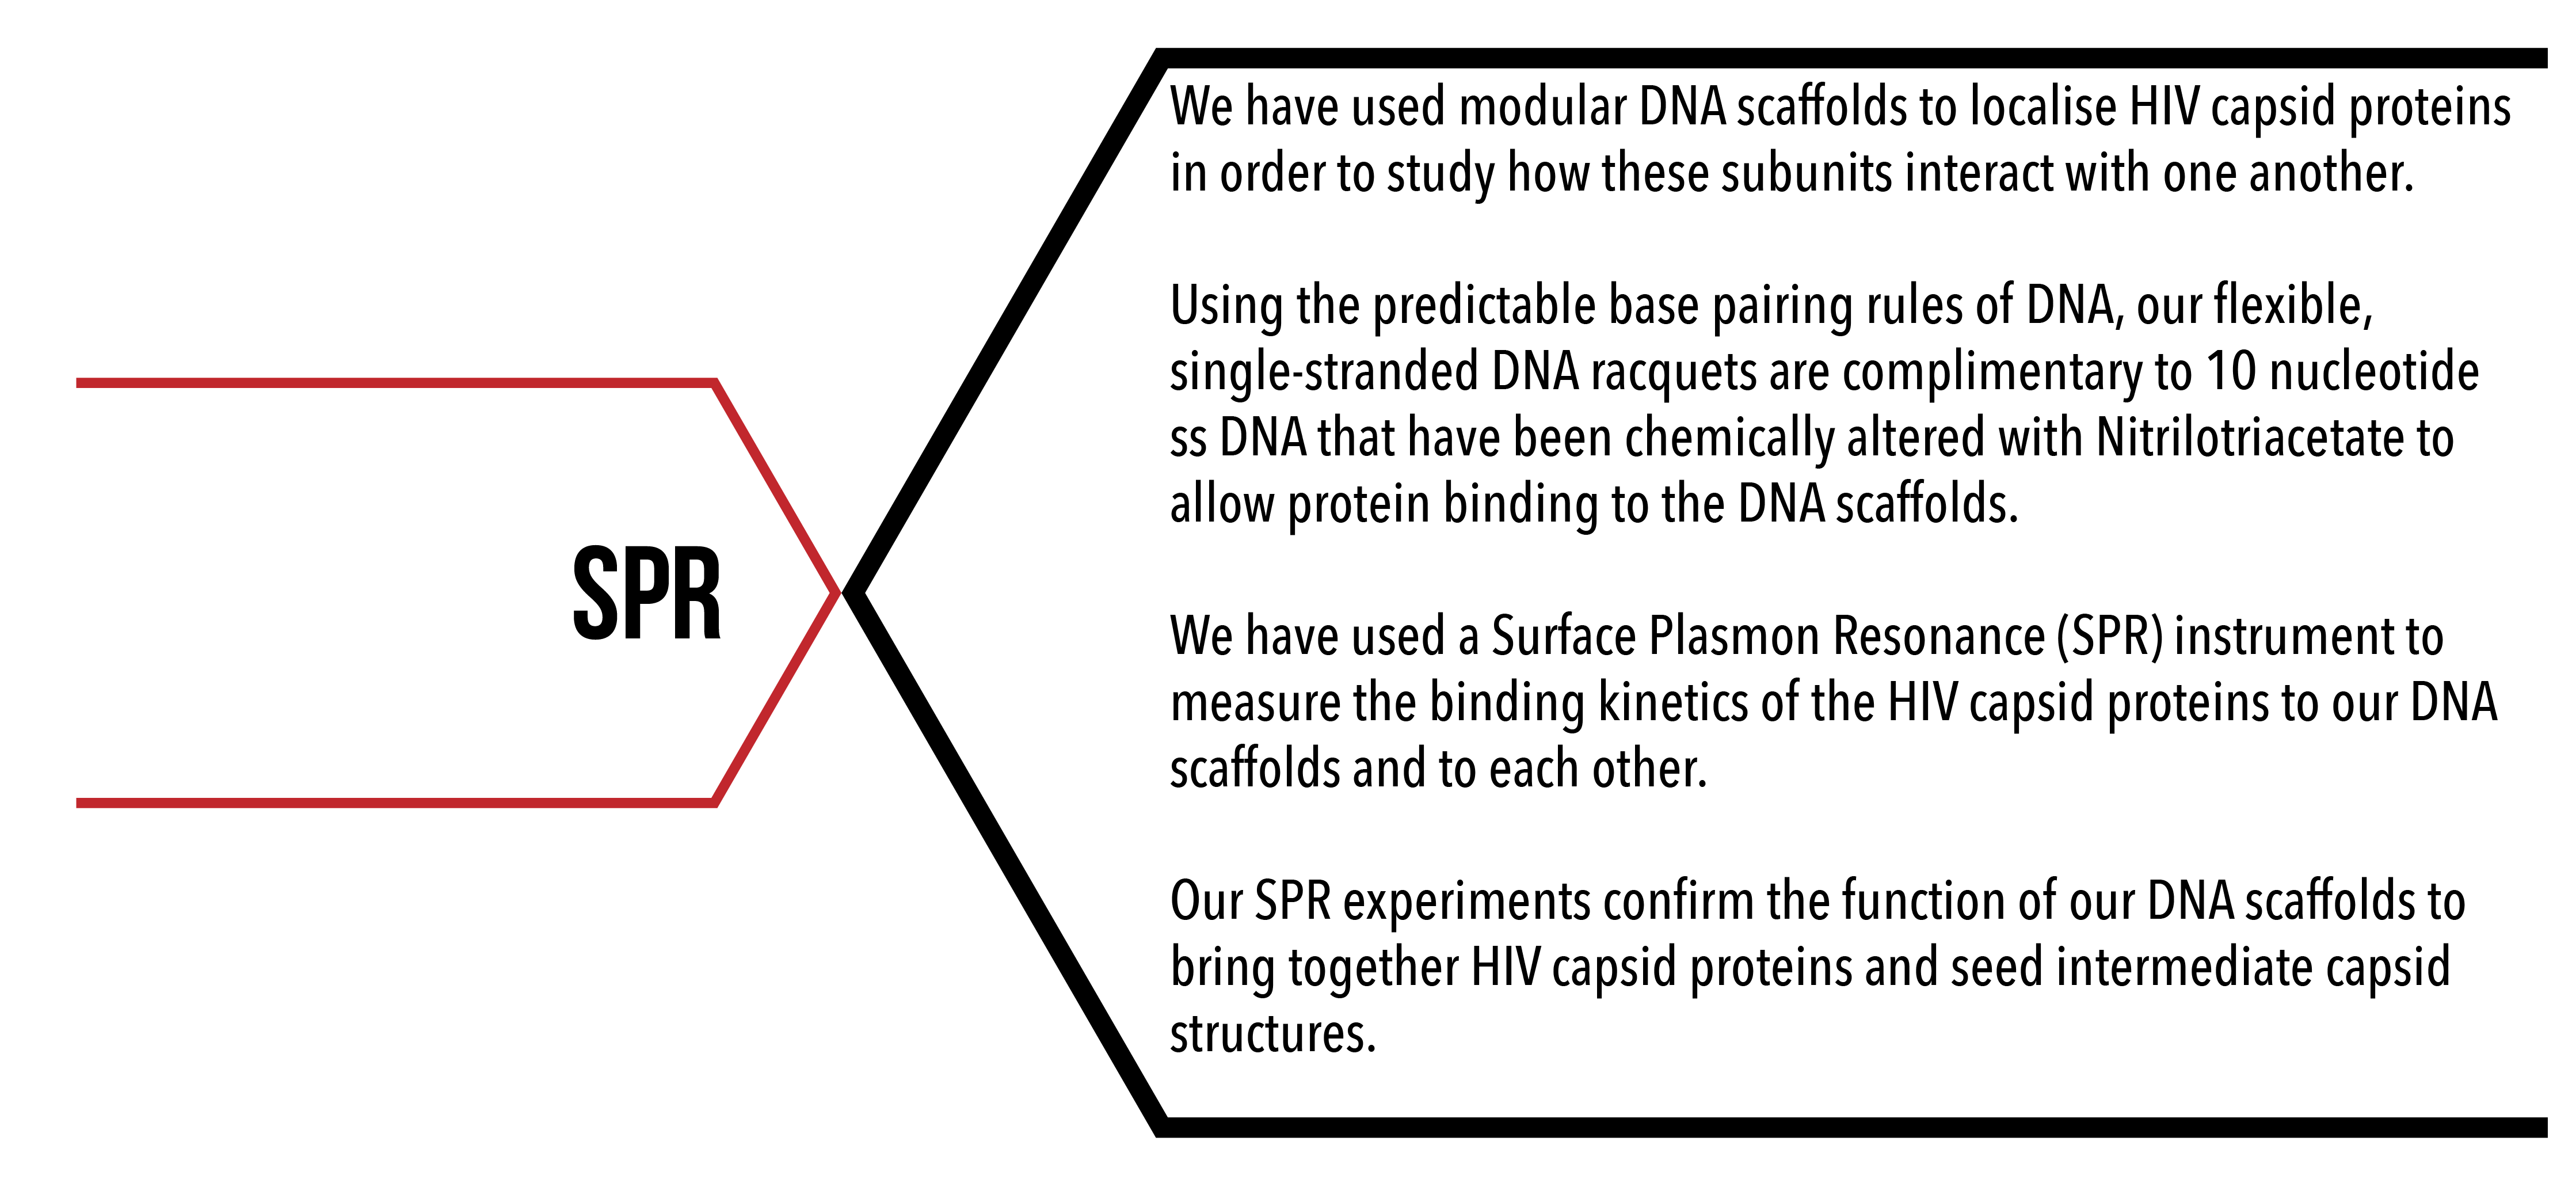 SPR
We have used modular DNA scaffolds to localise HIV capsid proteins
in order to study how these subunits interact with one another.
Using the predictable base pairing rules of DNA, our flexible,
single-stranded DNA racquets are complimentary to 10 nucleotide
ss DNA that have been chemically altered with Nitrilotriacetate to
allow protein binding to the DNA scaffolds.
We have used a Surface Plasmon Resonance (SPR) instrument to
measure the binding kinetics of the HIV capsid proteins to our DNA
scaffolds and to each other.
Our SPR experiments confirm the function of our DNA scaffolds to
bring together HIV capsid proteins and seed intermediate capsid
structures.